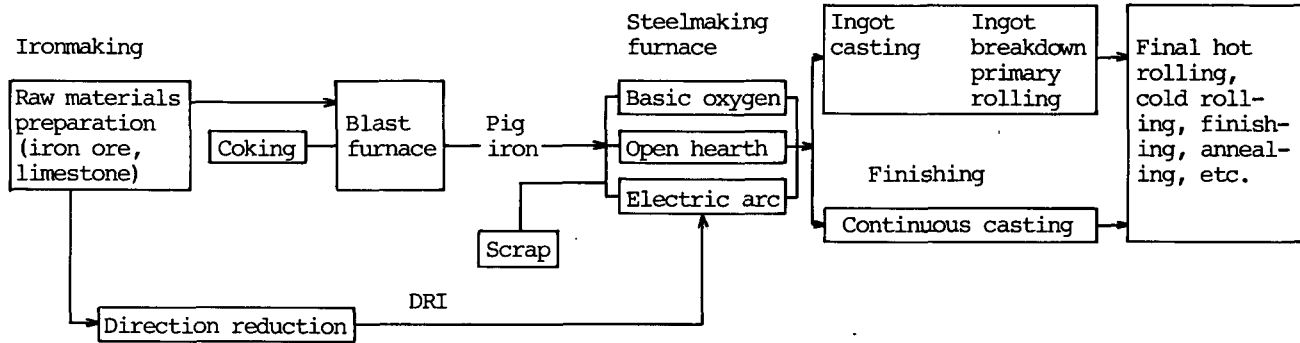 Ironmaking
Raw materials
preparation
(iron ore,
limestone)
Coking
Blast
furnace
Pig
iron
Scrap
Direction reduction
DRI
Steelmaking
furnace
Basic oxygen
Open hearth
Electric arc
Ingot
casting
Ingot
breakdown
primary
rolling
Finishing
Continuous casting
Final hot
rolling,
cold roll-
ing, finish-
ing, anneal-
ing, etc.